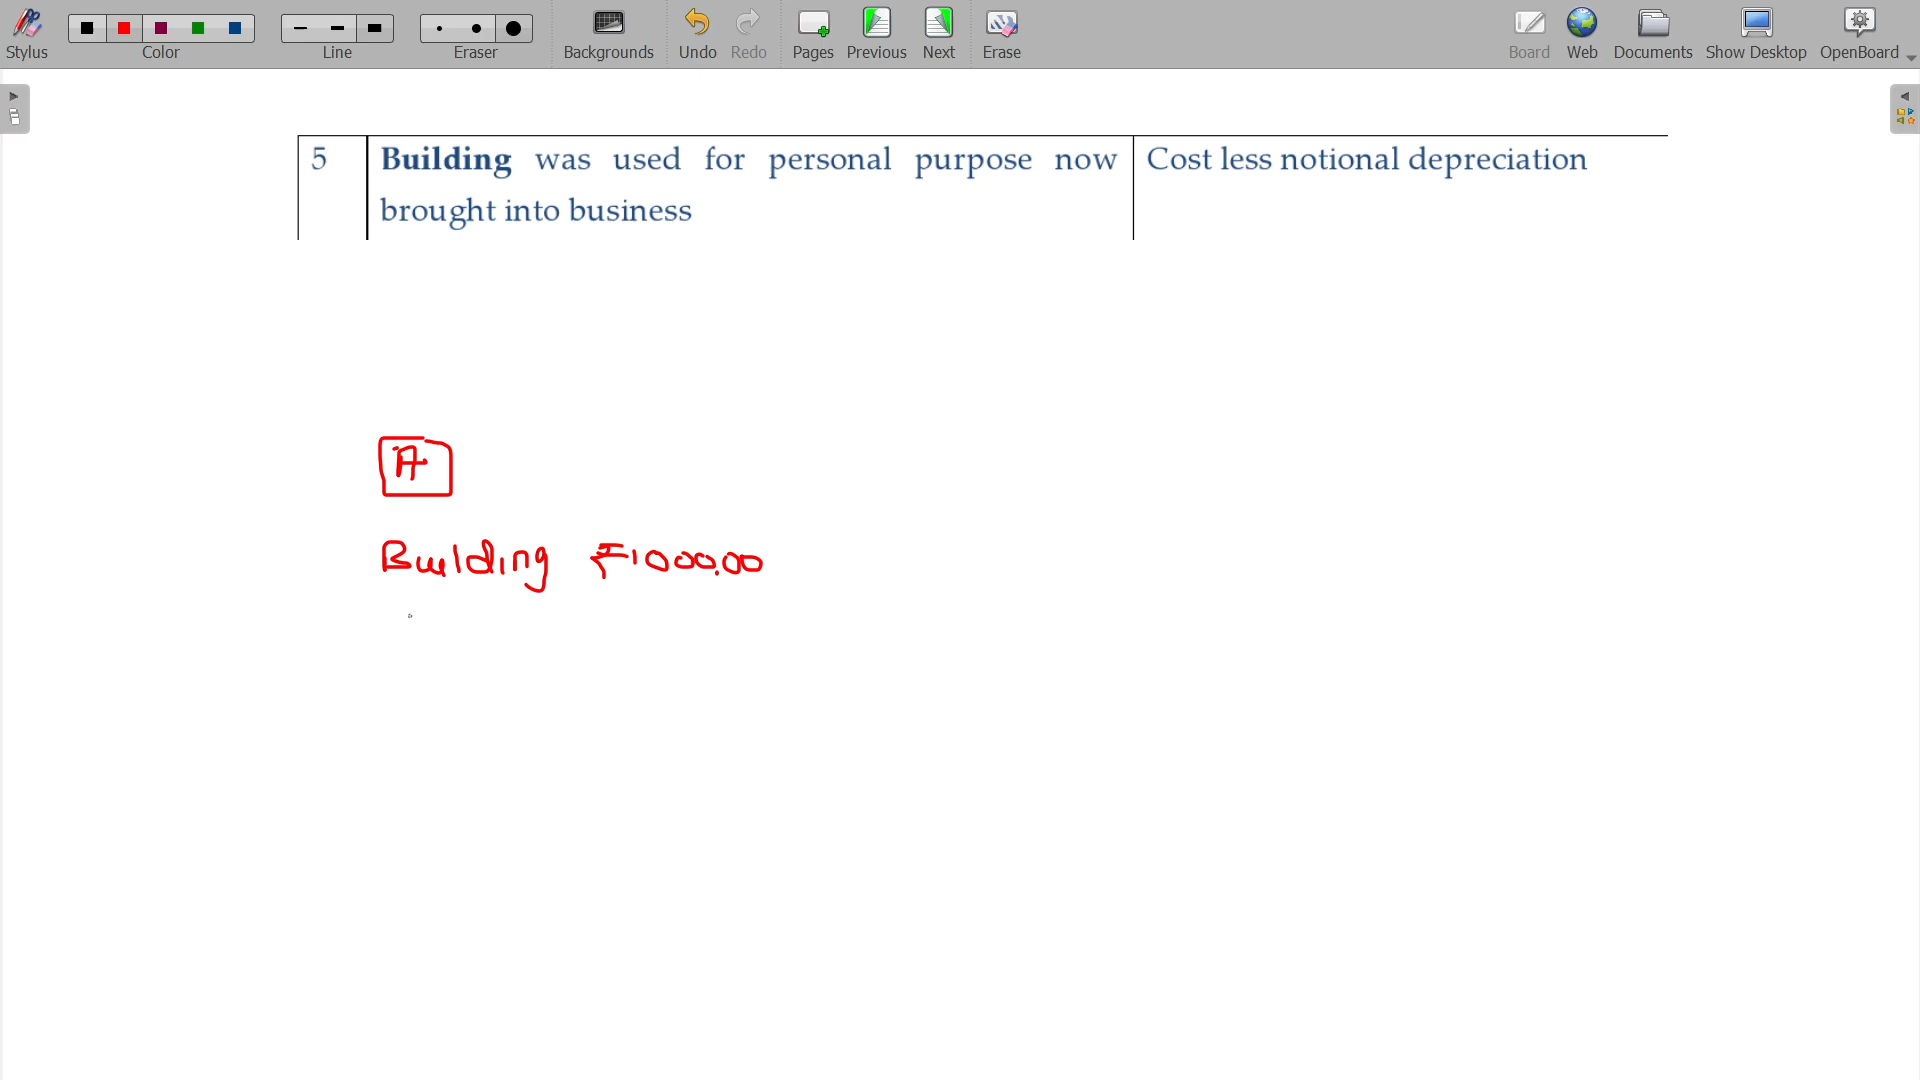 Stylus Color Line Eraser Backgrounds Undo Redo Pages Previous Next Erase Board Web Documents Show Desktop OpenBoard
5 Building was used for personal purpose now Cost less notional depreciation
brought into business
A
Building ₹1000.00